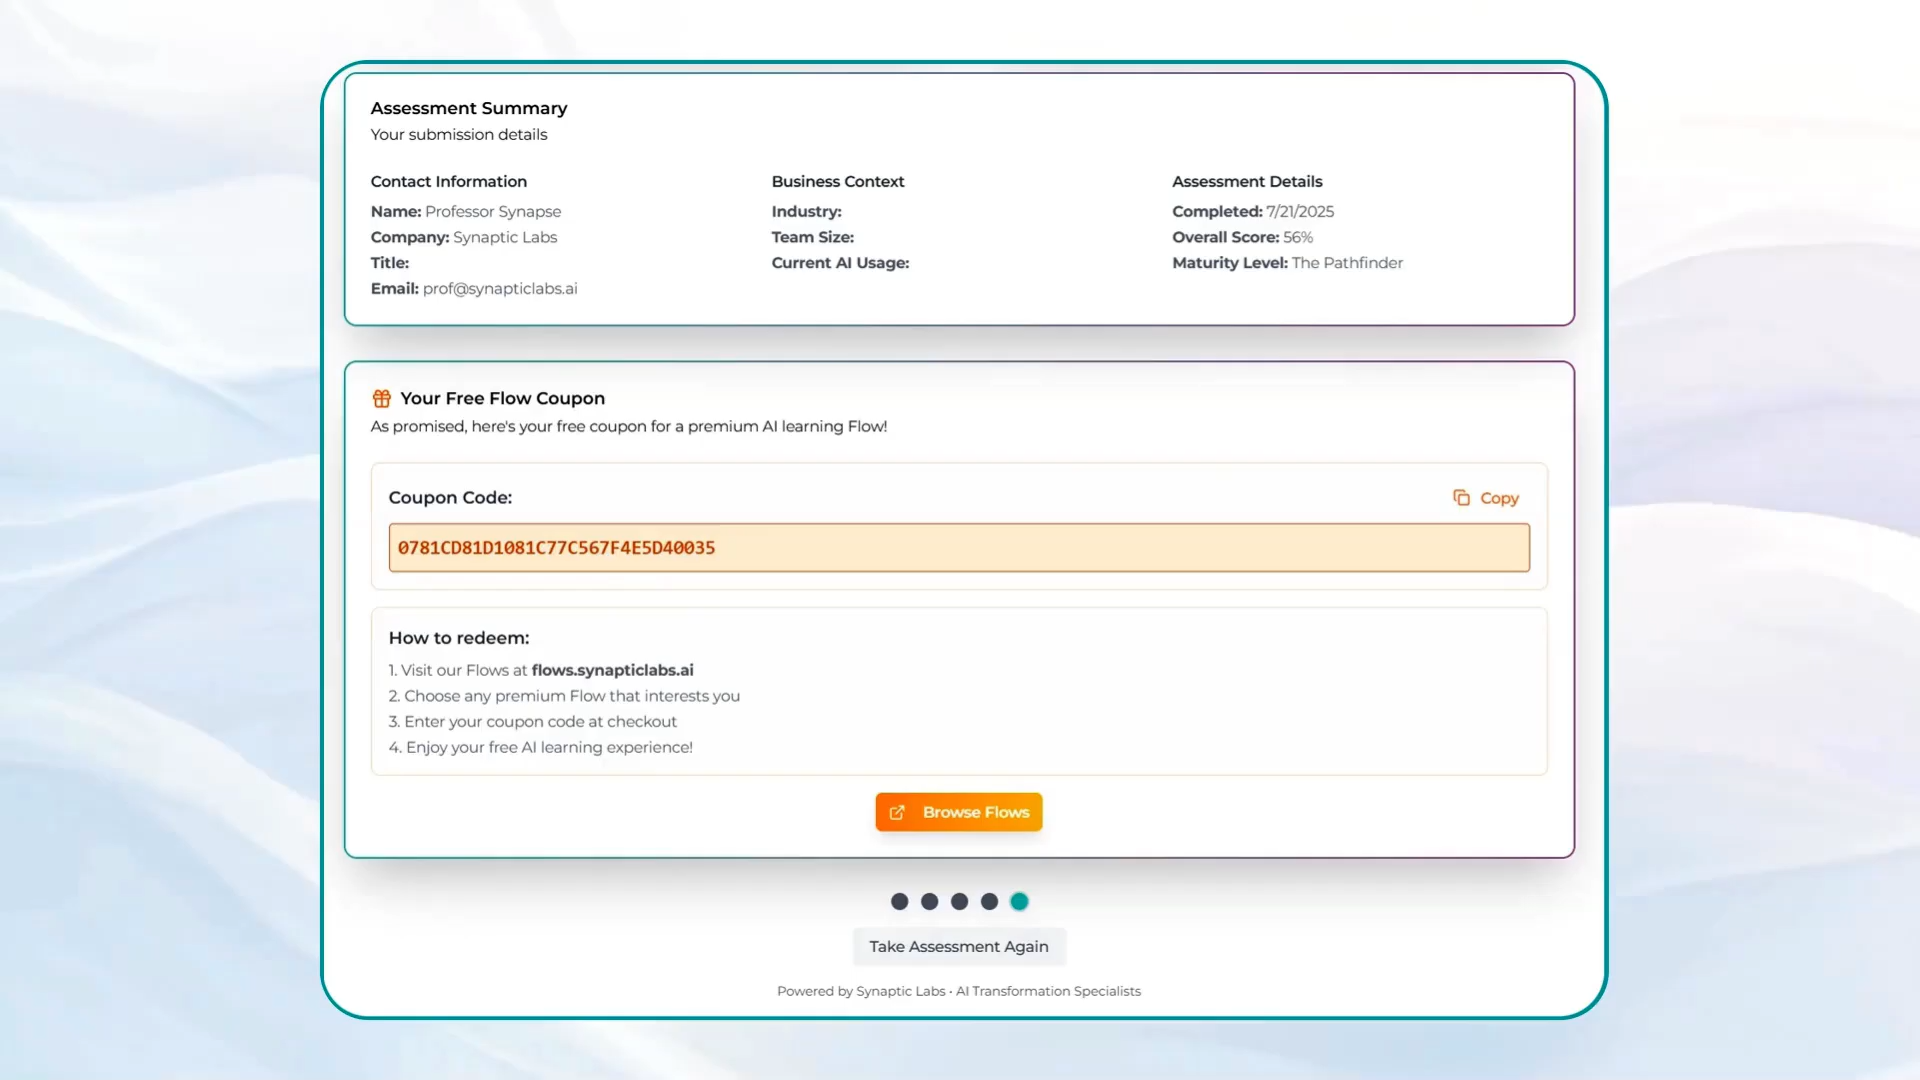 Assessment Summary
Your submission details
Contact Information
Name: Professor Synapse
Company: Synaptic Labs
Title:
Email: prof@synapticlabs.ai
Business Context
Industry:
Team Size:
Current AI Usage:
Assessment Details
Completed: 7/21/2025
Overall Score: 56%
Maturity Level: The Pathfinder
Your Free Flow Coupon
As promised, here's your free coupon for a premium AI learning Flow!
Coupon Code:
Copy
0781CD81D1081C77C567F4E5D40035
How to redeem:
1. Visit our Flows at flows.synapticlabs.ai
2. Choose any premium Flow that interests you
3. Enter your coupon code at checkout
4. Enjoy your free AI learning experience!
Browse Flows
Take Assessment Again
Powered by Synaptic Labs • AI Transformation Specialists